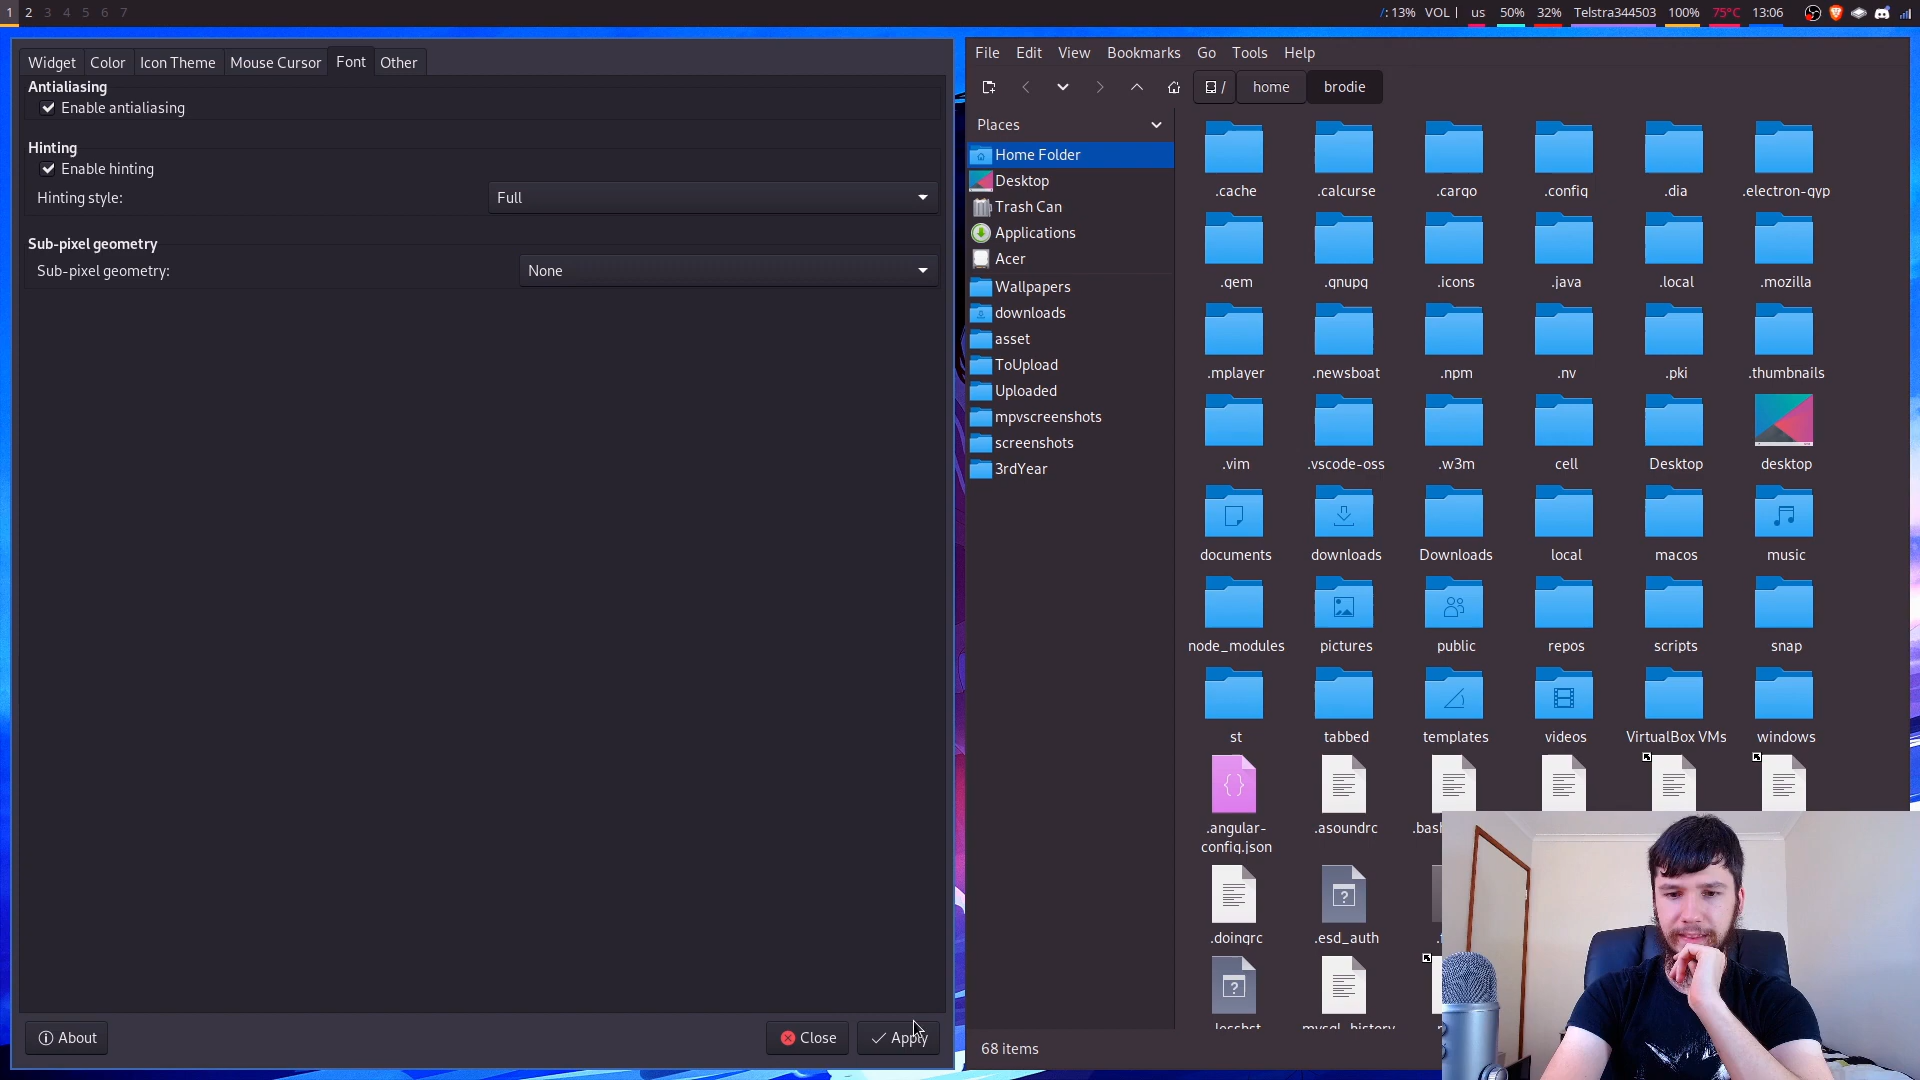 1 2 3 4 5 6 7
/: 13% VOL | us 50% 32% Telstra344503 100% 75°C 13:06
Widget Color Icon Theme Mouse Cursor Font Other
Antialiasing
Enable antialiasing
Hinting
Enable hinting
Hinting style: Full
Sub-pixel geometry
Sub-pixel geometry: None
About Close Apply
File Edit View Bookmarks Go Tools Help
/ home brodie
Places
Home Folder
Desktop
Trash Can
Applications
Acer
Wallpapers
downloads
asset
ToUpload
Uploaded
mpvscreenshots
screenshots
3rdYear
.cache .calcurse .cargo .config .dia .electron-gyp
.gem .gnupg .icons .java .local .mozilla
.mplayer .newsboat .npm .nv .pki .thumbnails
.vim .vscode-oss .w3m cell Desktop desktop
documents downloads Downloads local macos music
node_modules pictures public repos scripts snap
st tabbed templates videos VirtualBox VMs windows
.angular-
config.json
.asoundrc
.doingrc .esd_auth
.lesshst .mysql_history
68 items